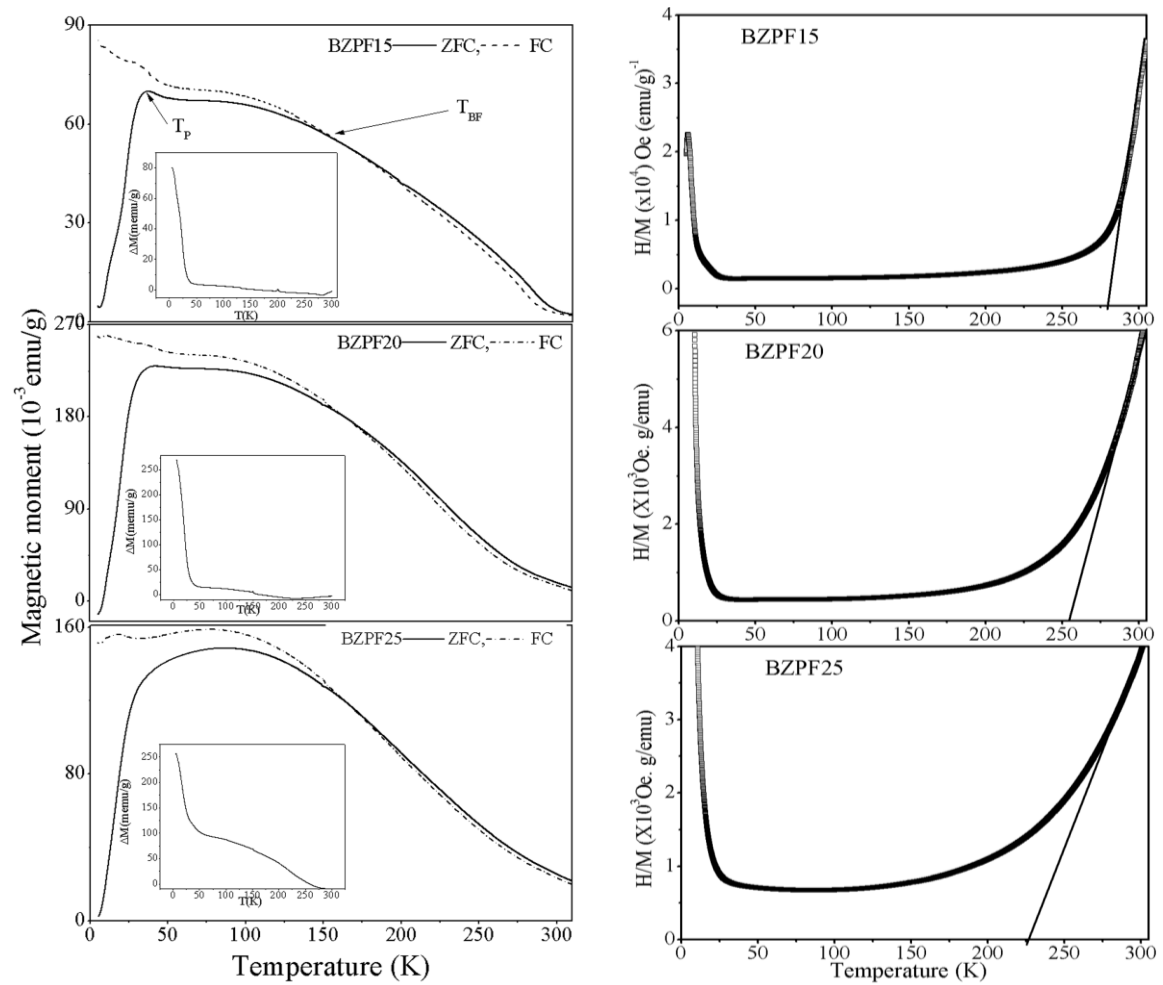 Magnetic moment (10⁻³ emu/g)
90
60
30
BZPF15 ZFC, FC
T_P
T_BF
ΔM(memu/g)
80
60
40
20
0
0 50 100 150 200 250 300
T(K)
270
180
90
0
BZPF20 ZFC, FC
ΔM(memu/g)
250
200
150
100
50
0
0 50 100 150 200 250 300
T(K)
160
80
0
BZPF25 ZFC, FC
ΔM(memu/g)
250
200
150
100
50
0
0 50 100 150 200 250 300
T(K)
0 50 100 150 200 250 300
Temperature (K)
H/M (x10⁴) Oe (emu/g)⁻¹
4
3
2
1
0
BZPF15
0 50 100 150 200 250 300
H/M (X10³Oe. g/emu)
6
4
2
0
BZPF20
0 50 100 150 200 250 300
H/M (X10³Oe. g/emu)
4
3
2
1
0
BZPF25
0 50 100 150 200 250 300
Temperature (K)